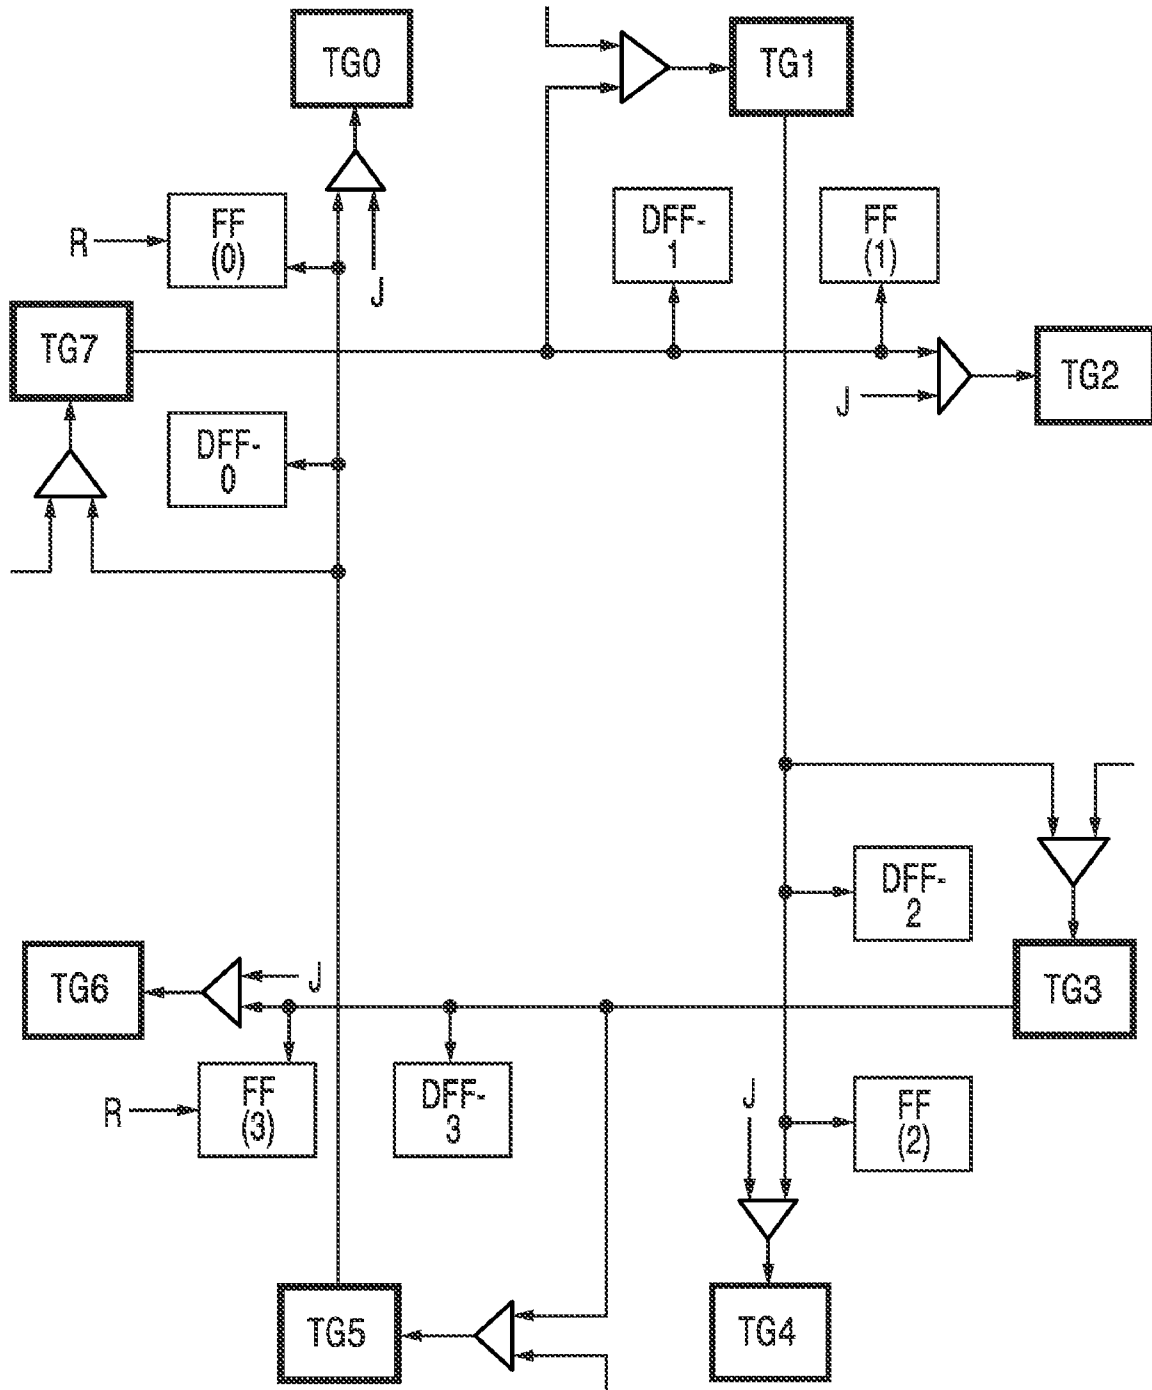 TG0
TG1
R
FF
(0)
J
DFF-
1
FF
(1)
TG7
TG2
J
DFF-
0
DFF-
2
TG6
J
TG3
R
FF
(3)
DFF-
3
J
FF
(2)
TG5
TG4